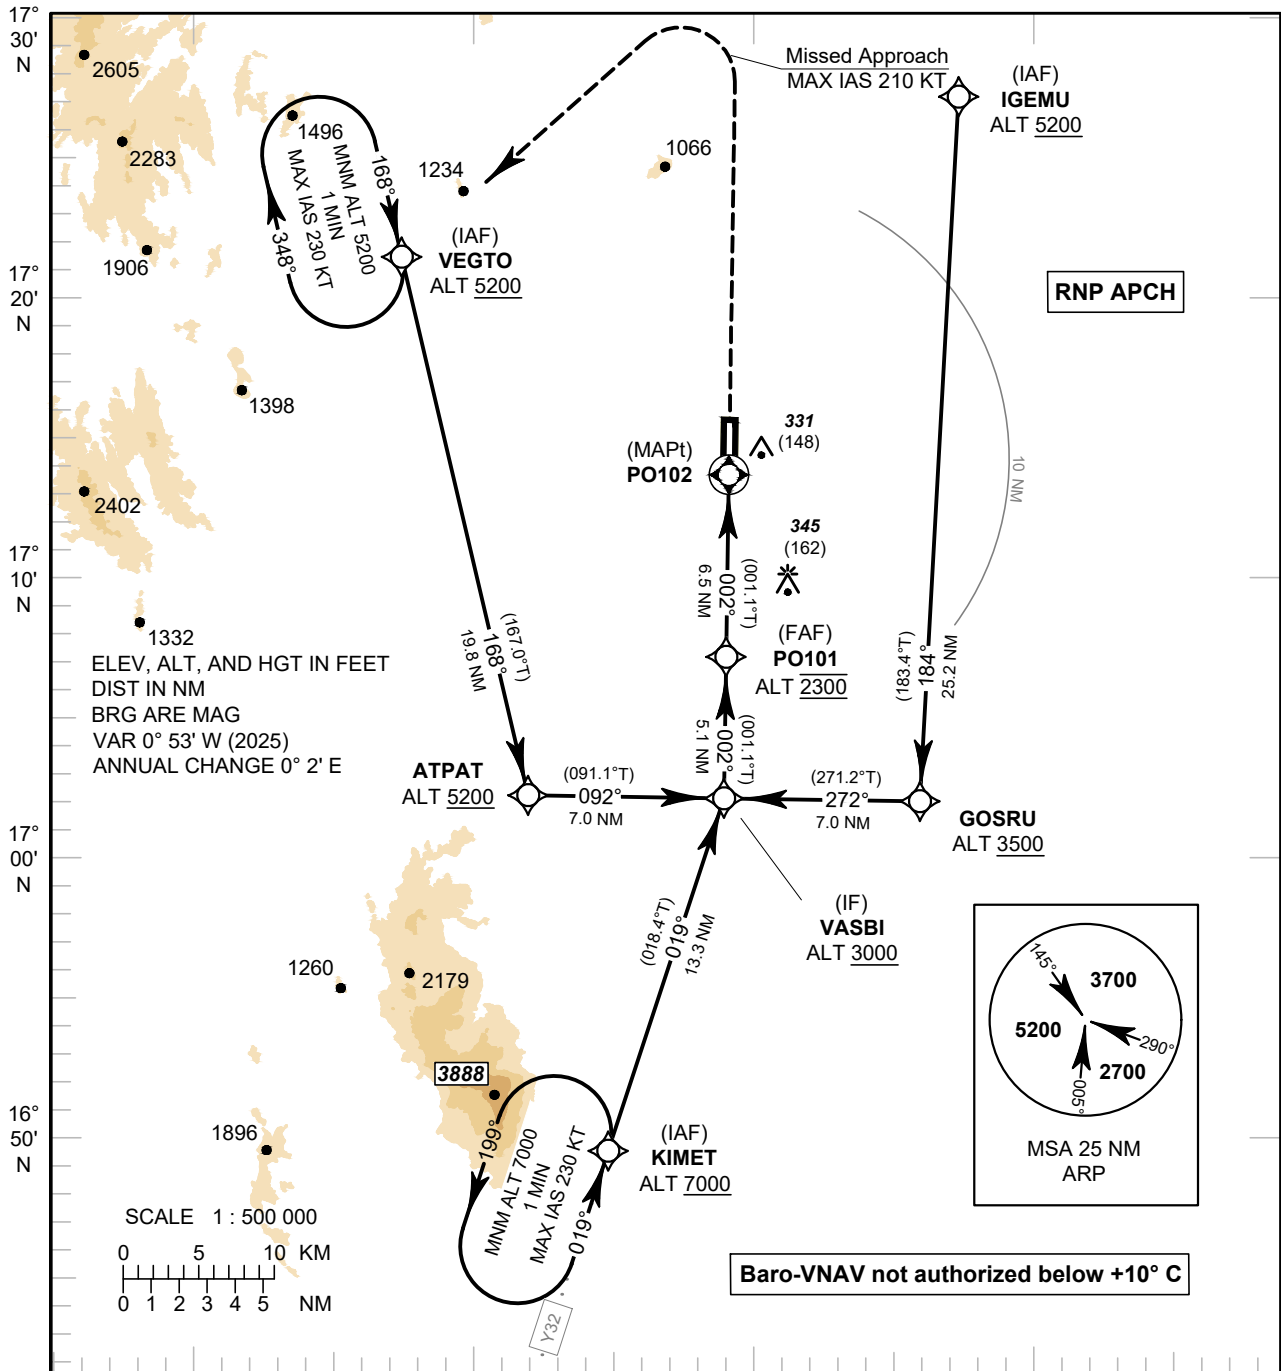 17°
30'
N
2605
2283
1906
1496
MNM ALT 5200
1 MIN
MAX IAS 230 KT
168°
348°
1234
1066
Missed Approach
MAX IAS 210 KT
(IAF)
IGEMU
ALT 5200
(IAF)
VEGTO
ALT 5200
17°
20'
N
RNP APCH
1398
2402
1332
(MAPt)
PO102
331
(148)
345
(162)
10 NM
17°
10'
N
(001.1°T)
002°
6.5 NM
(FAF)
PO101
ALT 2300
(183.4°T)
184°
25.2 NM
(167.0°T)
168°
19.8 NM
ELEV, ALT, AND HGT IN FEET
DIST IN NM
BRG ARE MAG
VAR 0° 53' W (2025)
ANNUAL CHANGE 0° 2' E
(001.1°T)
002°
5.1 NM
ATPAT
ALT 5200
(091.1°T)
092°
7.0 NM
(271.2°T)
272°
7.0 NM
GOSRU
ALT 3500
17°
00'
N
(IF)
VASBI
ALT 3000
(018.4°T)
019°
13.3 NM
1260
2179
3888
1896
145°
3700
5200
290°
2700
005°
MSA 25 NM
ARP
16°
50'
N
199°
MNM ALT 7000
1 MIN
MAX IAS 230 KT
019°
(IAF)
KIMET
ALT 7000
SCALE 1 : 500 000
0 5 10 KM
0 1 2 3 4 5 NM
Y32
Baro-VNAV not authorized below +10° C